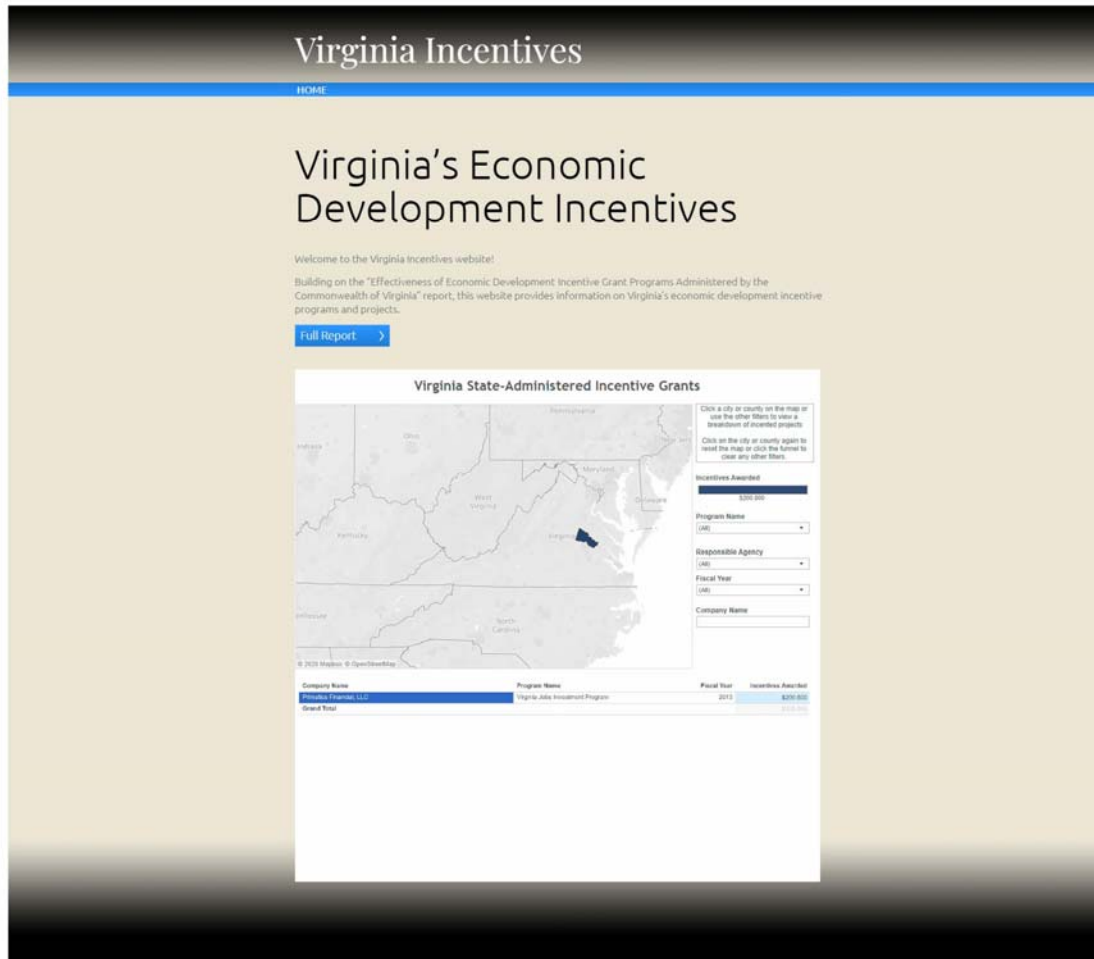 Virginia Incentives
HOME
Virginia's Economic
Development Incentives
Welcome to the Virginia Incentives website!
Building on the "Effectiveness of Economic Development Incentive Grant Programs Administered by the
Commonwealth of Virginia" report, this website provides information on Virginia's economic development incentive
programs and projects.
Full Report
Virginia State-Administered Incentive Grants
Click a city or county on the map or
use the other filters to view a
breakdown of incented projects
Click on the city or county again to
reset the map or click the funnel to
clear any other filters.
Pennsylvania
Ohio
Indiana
New
Maryland
West
Virginia
Delaware
Kentucky
Virginia
North
Carolina
© 2020 Mapbox © OpenStreetMap
Incentives Awarded
Program Name
(All)
Responsible Agency
(All)
Fiscal Year
(All)
Company Name
Company Name Program Name Fiscal Year Incentives Awarded
Financial, LLC Virginia Jobs Investment Program
Grand Total